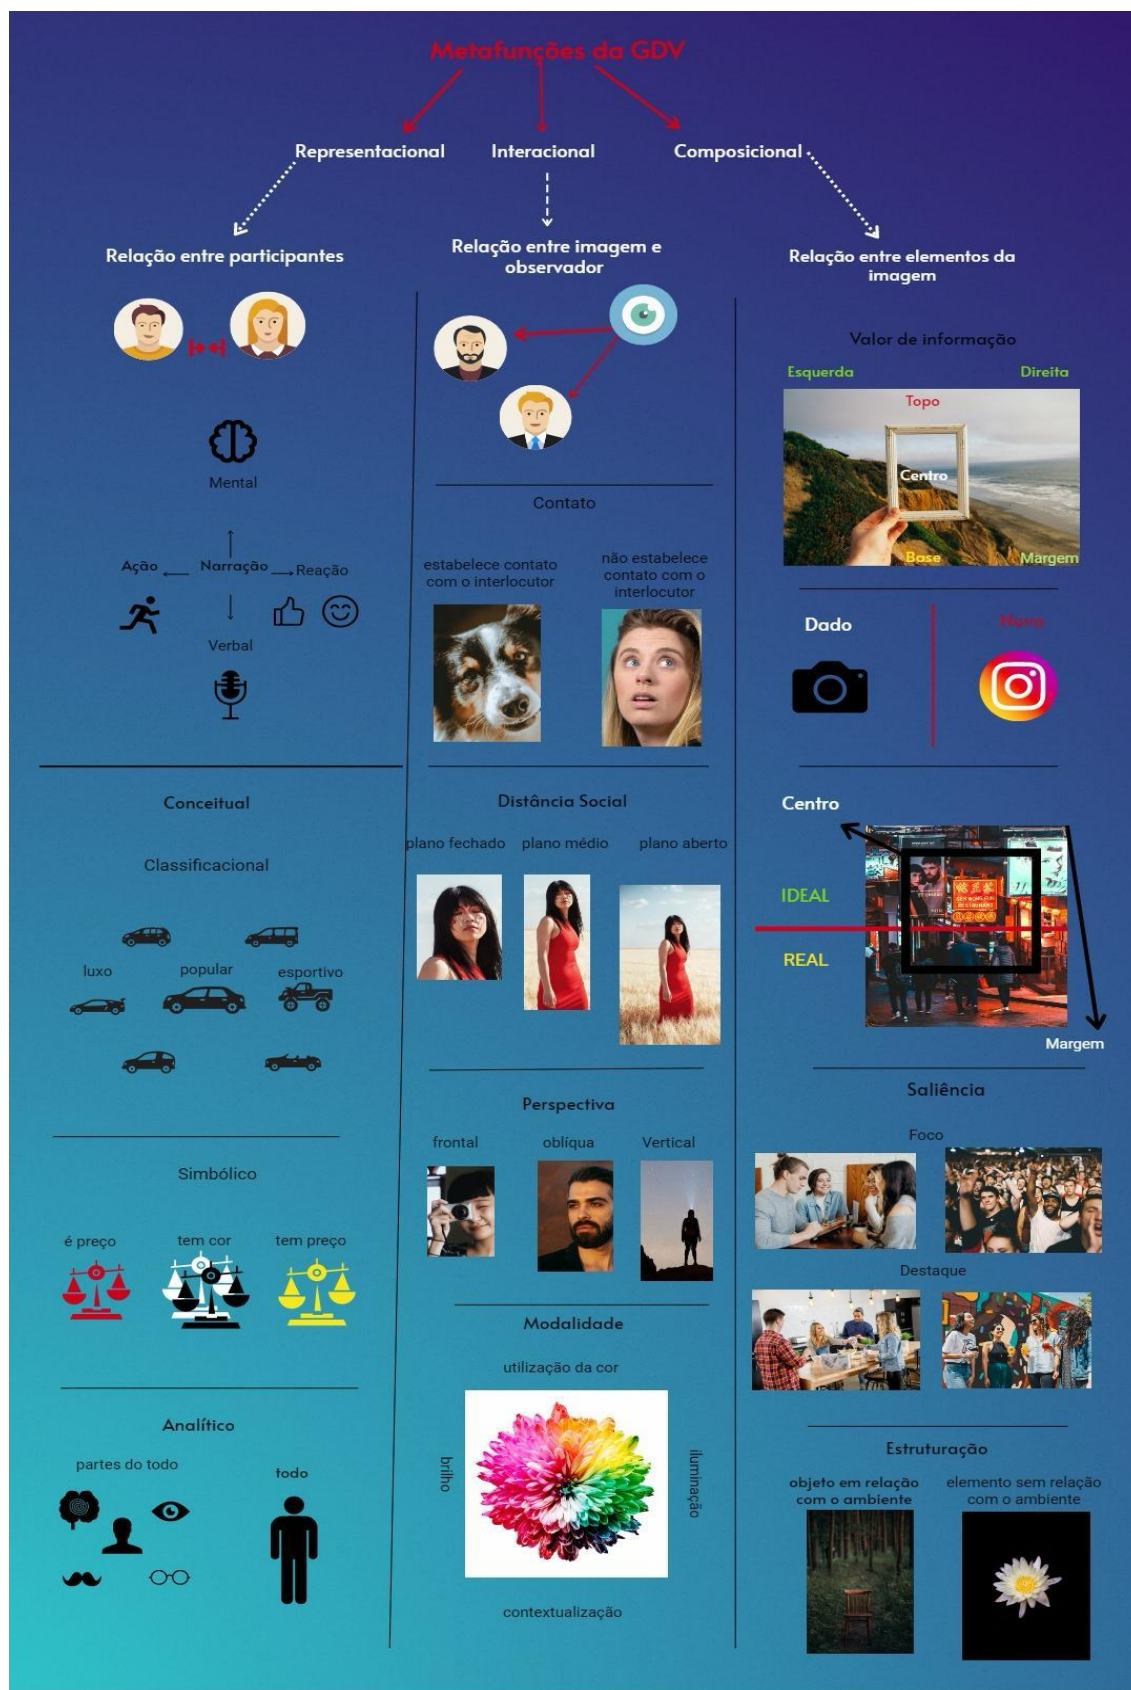 Metafunções da GDV
Representacional
Interacional
Composicional
Relação entre participantes
Mental
Ação
Narração
Reação
Verbal
Conceitual
Classificacional
luxo
popular
esportivo
Simbólico
é preço
tem cor
tem preço
Analítico
partes do todo
todo
Relação entre imagem e
observador
Contato
estabelece contato
com o interlocutor
não estabelece
contato com o
interlocutor
Distância Social
plano fechado
plano médio
plano aberto
Perspectiva
frontal
oblíqua
Vertical
Modalidade
utilização da cor
brilho
iluminação
contextualização
Relação entre elementos da
imagem
Valor de informação
Esquerda
Direita
Topo
Centro
Base
Margem
Dado
Novo
Centro
IDEAL
REAL
Margem
Saliência
Foco
Destaque
Estruturação
objeto em relação
com o ambiente
elemento sem relação
com o ambiente